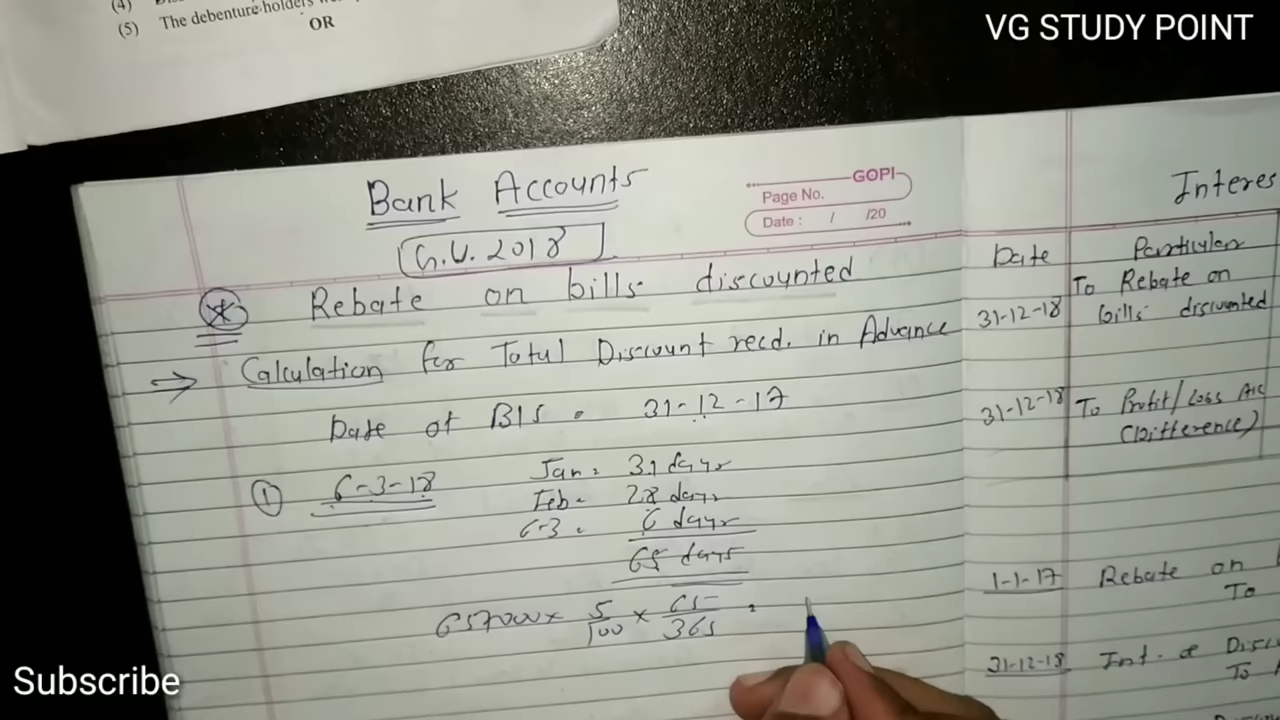 (4)
(5) The debenture holders
OR
VG STUDY POINT
Bank Accounts
G.U. 2018
GOPI
Page No.
Date : / /20
Rebate on bills discounted
⇒ Calculation for Total Discount recd. in Advance
Date of B/S = 31-12-17
① 6-3-18
Jan = 31 days
Feb = 28 days
6-3 = 6 days
65 days
657000 × 5/100 × 65/365 =
Interes
Date Particular
31-12-18 To Rebate on
bills discounted
31-12-18 To Profit/Loss A/c
(Difference)
1-1-17 Rebate on
To
31-12-18 Int. & Disc
To
Subscribe